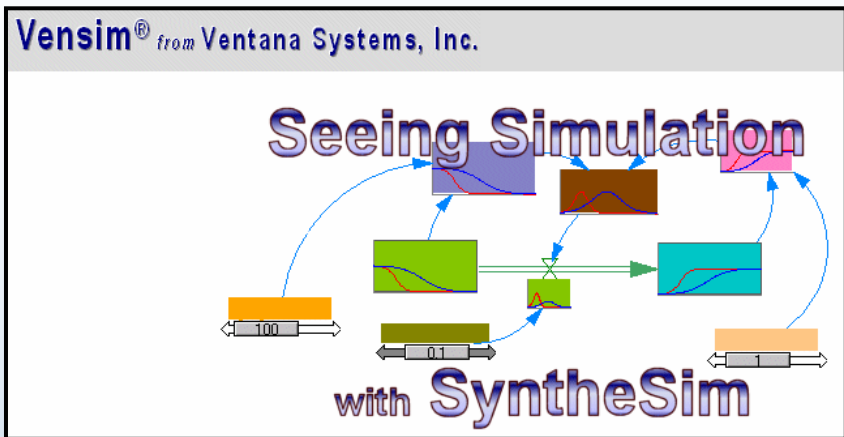 Vensim® from Ventana Systems, Inc.
Seeing Simulation
100
0.1
1
with SyntheSim